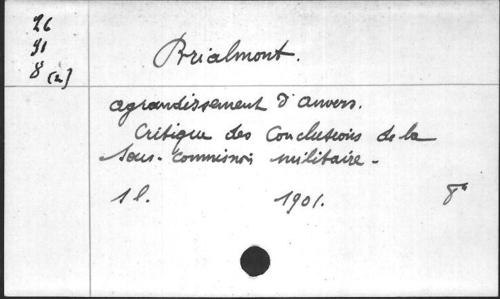 26
91
8 (2]
Brialmont.
agrandissement d'anvers.
Critique des Conclusions de la
Sous-Commission militaire -
1 l. 1901. 8°